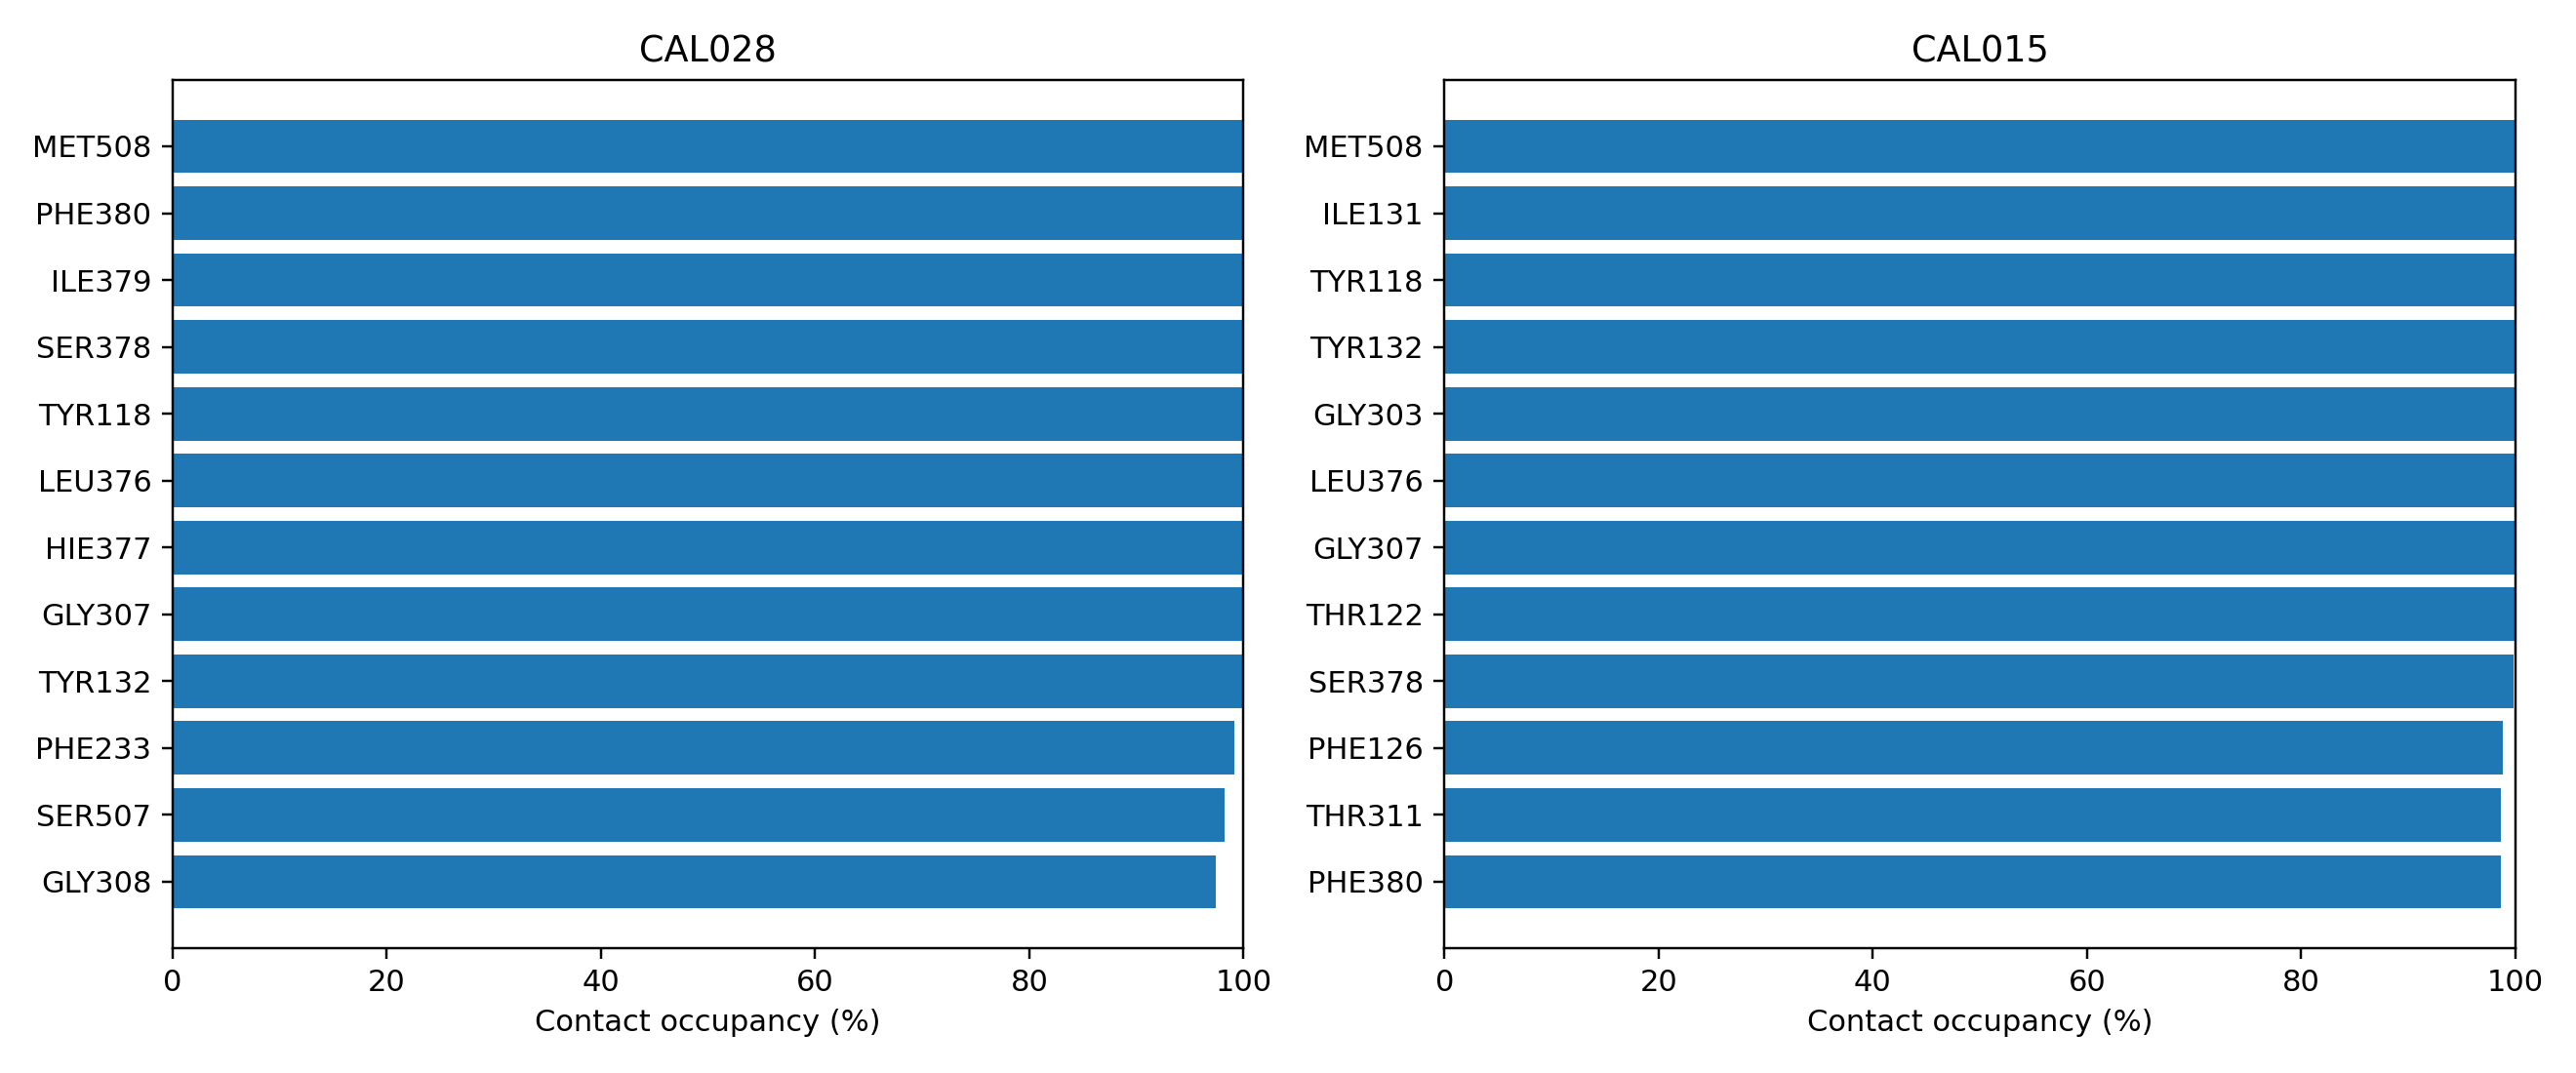 CAL028
MET508
PHE380
ILE379
SER378
TYR118
LEU376
HIE377
GLY307
TYR132
PHE233
SER507
GLY308
0 20 40 60 80 100
Contact occupancy (%)
CAL015
MET508
ILE131
TYR118
TYR132
GLY303
LEU376
GLY307
THR122
SER378
PHE126
THR311
PHE380
0 20 40 60 80 100
Contact occupancy (%)